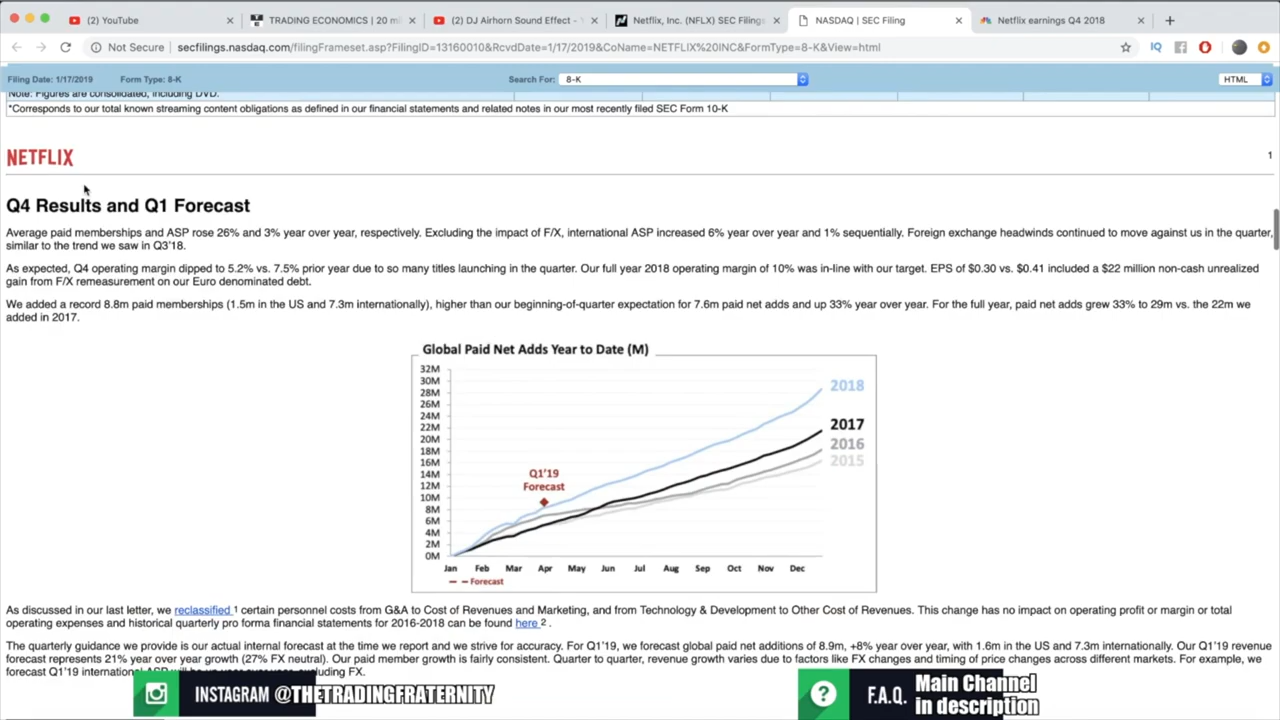 (2) YouTube
TRADING ECONOMICS | 20 mi
(2) DJ Airhorn Sound Effect -
Netflix, Inc. (NFLX) SEC Filings
NASDAQ | SEC Filing
Netflix earnings Q4 2018
Not Secure | secfilings.nasdaq.com/filingFrameset.asp?FilingID=13160010&RcvdDate=1/17/2019&CoName=NETFLIX%20INC&FormType=8-K&View=html
Filing Date: 1/17/2019 Form Type: 8-K Search For: 8-K HTML
Note: Figures are consolidated, including DVD.
*Corresponds to our total known streaming content obligations as defined in our financial statements and related notes in our most recently filed SEC Form 10-K
NETFLIX 1
Q4 Results and Q1 Forecast
Average paid memberships and ASP rose 26% and 3% year over year, respectively. Excluding the impact of F/X, international ASP increased 6% year over year and 1% sequentially. Foreign exchange headwinds continued to move against us in the quarter,
similar to the trend we saw in Q3'18.
As expected, Q4 operating margin dipped to 5.2% vs. 7.5% prior year due to so many titles launching in the quarter. Our full year 2018 operating margin of 10% was in-line with our target. EPS of $0.30 vs. $0.41 included a $22 million non-cash unrealized
gain from F/X remeasurement on our Euro denominated debt.
We added a record 8.8m paid memberships (1.5m in the US and 7.3m internationally), higher than our beginning-of-quarter expectation for 7.6m paid net adds and up 33% year over year. For the full year, paid net adds grew 33% to 29m vs. the 22m we
added in 2017.
Global Paid Net Adds Year to Date (M)
32M
30M
28M
26M
24M
22M
20M
18M
16M
14M
12M
10M
8M
6M
4M
2M
0M
2018
2017
2016
2015
Q1'19
Forecast
Jan Feb Mar Apr May Jun Jul Aug Sep Oct Nov Dec
Forecast
As discussed in our last letter, we reclassified 1 certain personnel costs from G&A to Cost of Revenues and Marketing, and from Technology & Development to Other Cost of Revenues. This change has no impact on operating profit or margin or total
operating expenses and historical quarterly pro forma financial statements for 2016-2018 can be found here 2 .
The quarterly guidance we provide is our actual internal forecast at the time we report and we strive for accuracy. For Q1'19, we forecast global paid net additions of 8.9m, +8% year over year, with 1.6m in the US and 7.3m internationally. Our Q1'19 revenue
forecast represents 21% year over year growth (27% FX neutral). Our paid member growth is fairly consistent. Quarter to quarter, revenue growth varies due to factors like FX changes and timing of price changes across different markets. For example, we
forecast Q1'19 international ASP will be excluding FX.
INSTAGRAM @THETRADINGFRATERNITY
? F.A.Q. Main Channel
in description